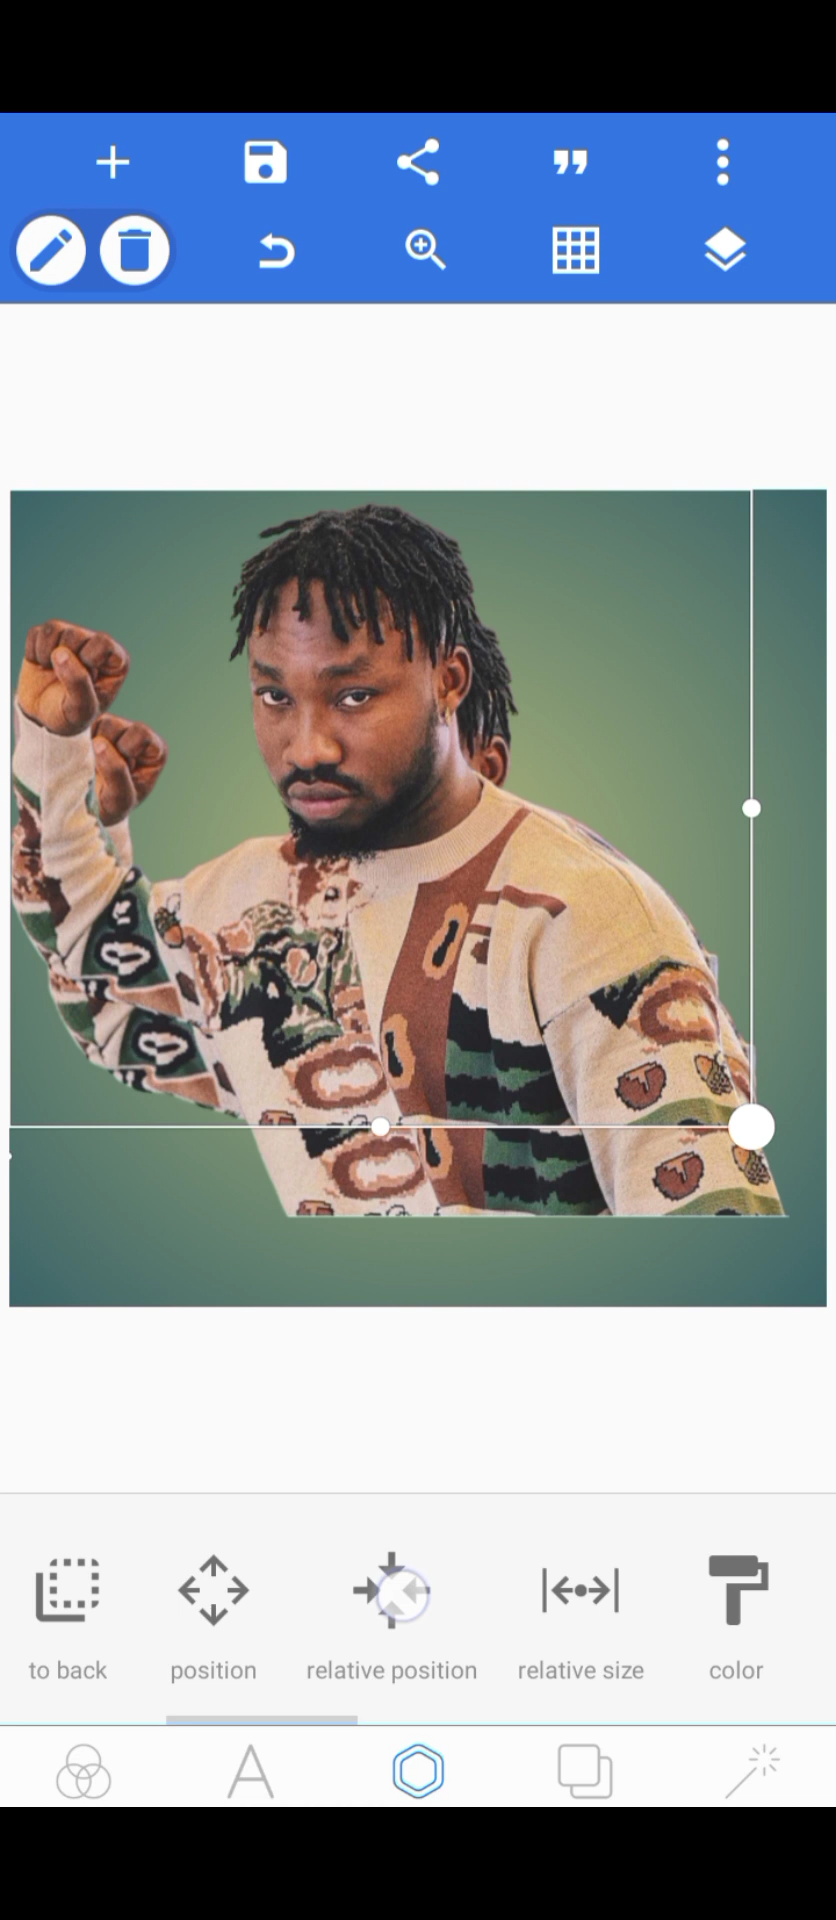 to back
position
relative position
relative size
color